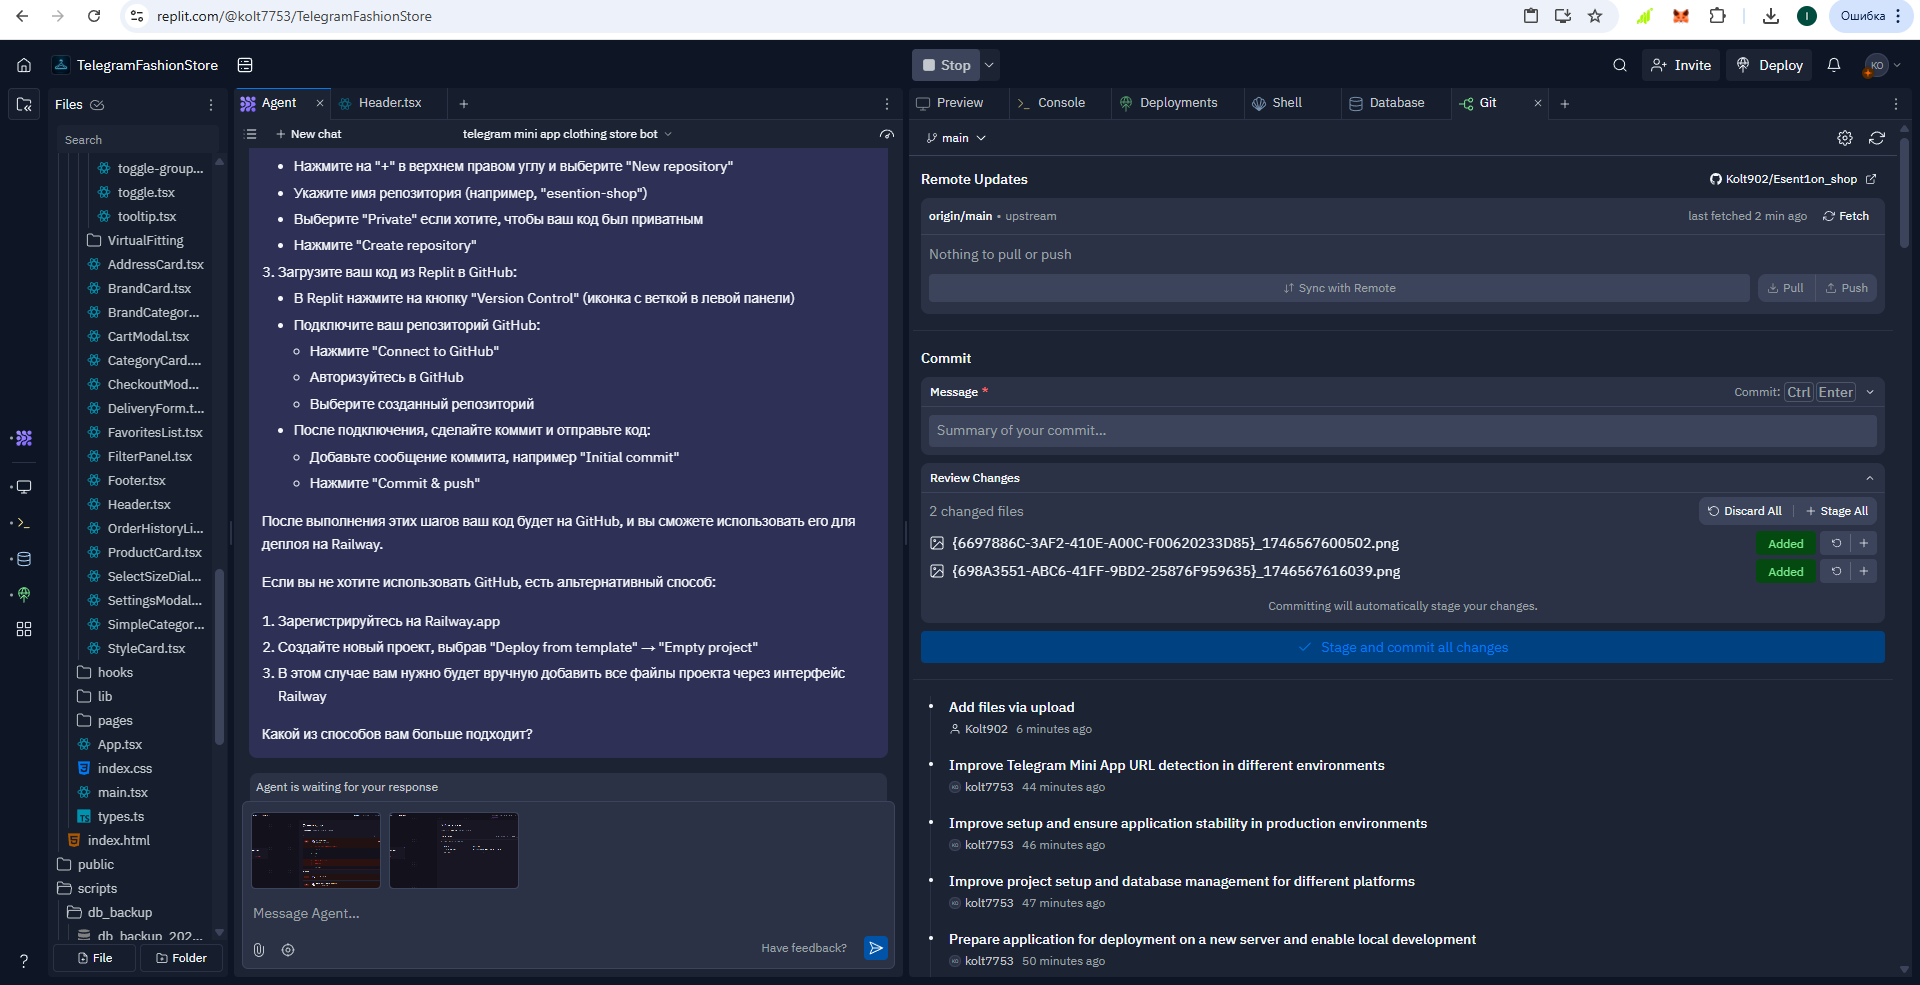 replit.com/@kolt7753/TelegramFashionStore
I
Ошибка
TelegramFashionStore
Stop
Invite
Deploy
KO
Files
Agent
Header.tsx
Preview
Console
Deployments
Shell
Database
Git
Search
New chat
telegram mini app clothing store bot
main
toggle-group...
toggle.tsx
tooltip.tsx
VirtualFitting
AddressCard.tsx
BrandCard.tsx
BrandCategor...
CartModal.tsx
CategoryCard....
CheckoutMod...
DeliveryForm.t...
FavoritesList.tsx
FilterPanel.tsx
Footer.tsx
Header.tsx
OrderHistoryLi...
ProductCard.tsx
SelectSizeDial...
SettingsModal...
SimpleCategor...
StyleCard.tsx
hooks
lib
pages
App.tsx
index.css
main.tsx
types.ts
index.html
public
scripts
db_backup
db_backup_202...
File
Folder
• Нажмите на "+" в верхнем правом углу и выберите "New repository"
• Укажите имя репозитория (например, "esention-shop")
• Выберите "Private" если хотите, чтобы ваш код был приватным
• Нажмите "Create repository"
3. Загрузите ваш код из Replit в GitHub:
• В Replit нажмите на кнопку "Version Control" (иконка с веткой в левой панели)
• Подключите ваш репозиторий GitHub:
Нажмите "Connect to GitHub"
Авторизуйтесь в GitHub
Выберите созданный репозиторий
• После подключения, сделайте коммит и отправьте код:
Добавьте сообщение коммита, например "Initial commit"
Нажмите "Commit & push"
После выполнения этих шагов ваш код будет на GitHub, и вы сможете использовать его для
деплоя на Railway.
Если вы не хотите использовать GitHub, есть альтернативный способ:
1. Зарегистрируйтесь на Railway.app
2. Создайте новый проект, выбрав "Deploy from template" → "Empty project"
3. В этом случае вам нужно будет вручную добавить все файлы проекта через интерфейс
Railway
Какой из способов вам больше подходит?
Agent is waiting for your response
Message Agent...
Have feedback?
Remote Updates
Kolt902/Esent1on_shop
origin/main • upstream
last fetched 2 min ago
Fetch
Nothing to pull or push
Sync with Remote
Pull
Push
Commit
Message *
Commit: Ctrl Enter
Summary of your commit...
Review Changes
2 changed files
Discard All
Stage All
{6697886C-3AF2-410E-A00C-F00620233D85}_1746567600502.png
Added
{698A3551-ABC6-41FF-9BD2-25876F959635}_1746567616039.png
Added
Committing will automatically stage your changes.
Stage and commit all changes
Add files via upload
Kolt902 6 minutes ago
Improve Telegram Mini App URL detection in different environments
kolt7753 44 minutes ago
Improve setup and ensure application stability in production environments
kolt7753 46 minutes ago
Improve project setup and database management for different platforms
kolt7753 47 minutes ago
Prepare application for deployment on a new server and enable local development
kolt7753 50 minutes ago